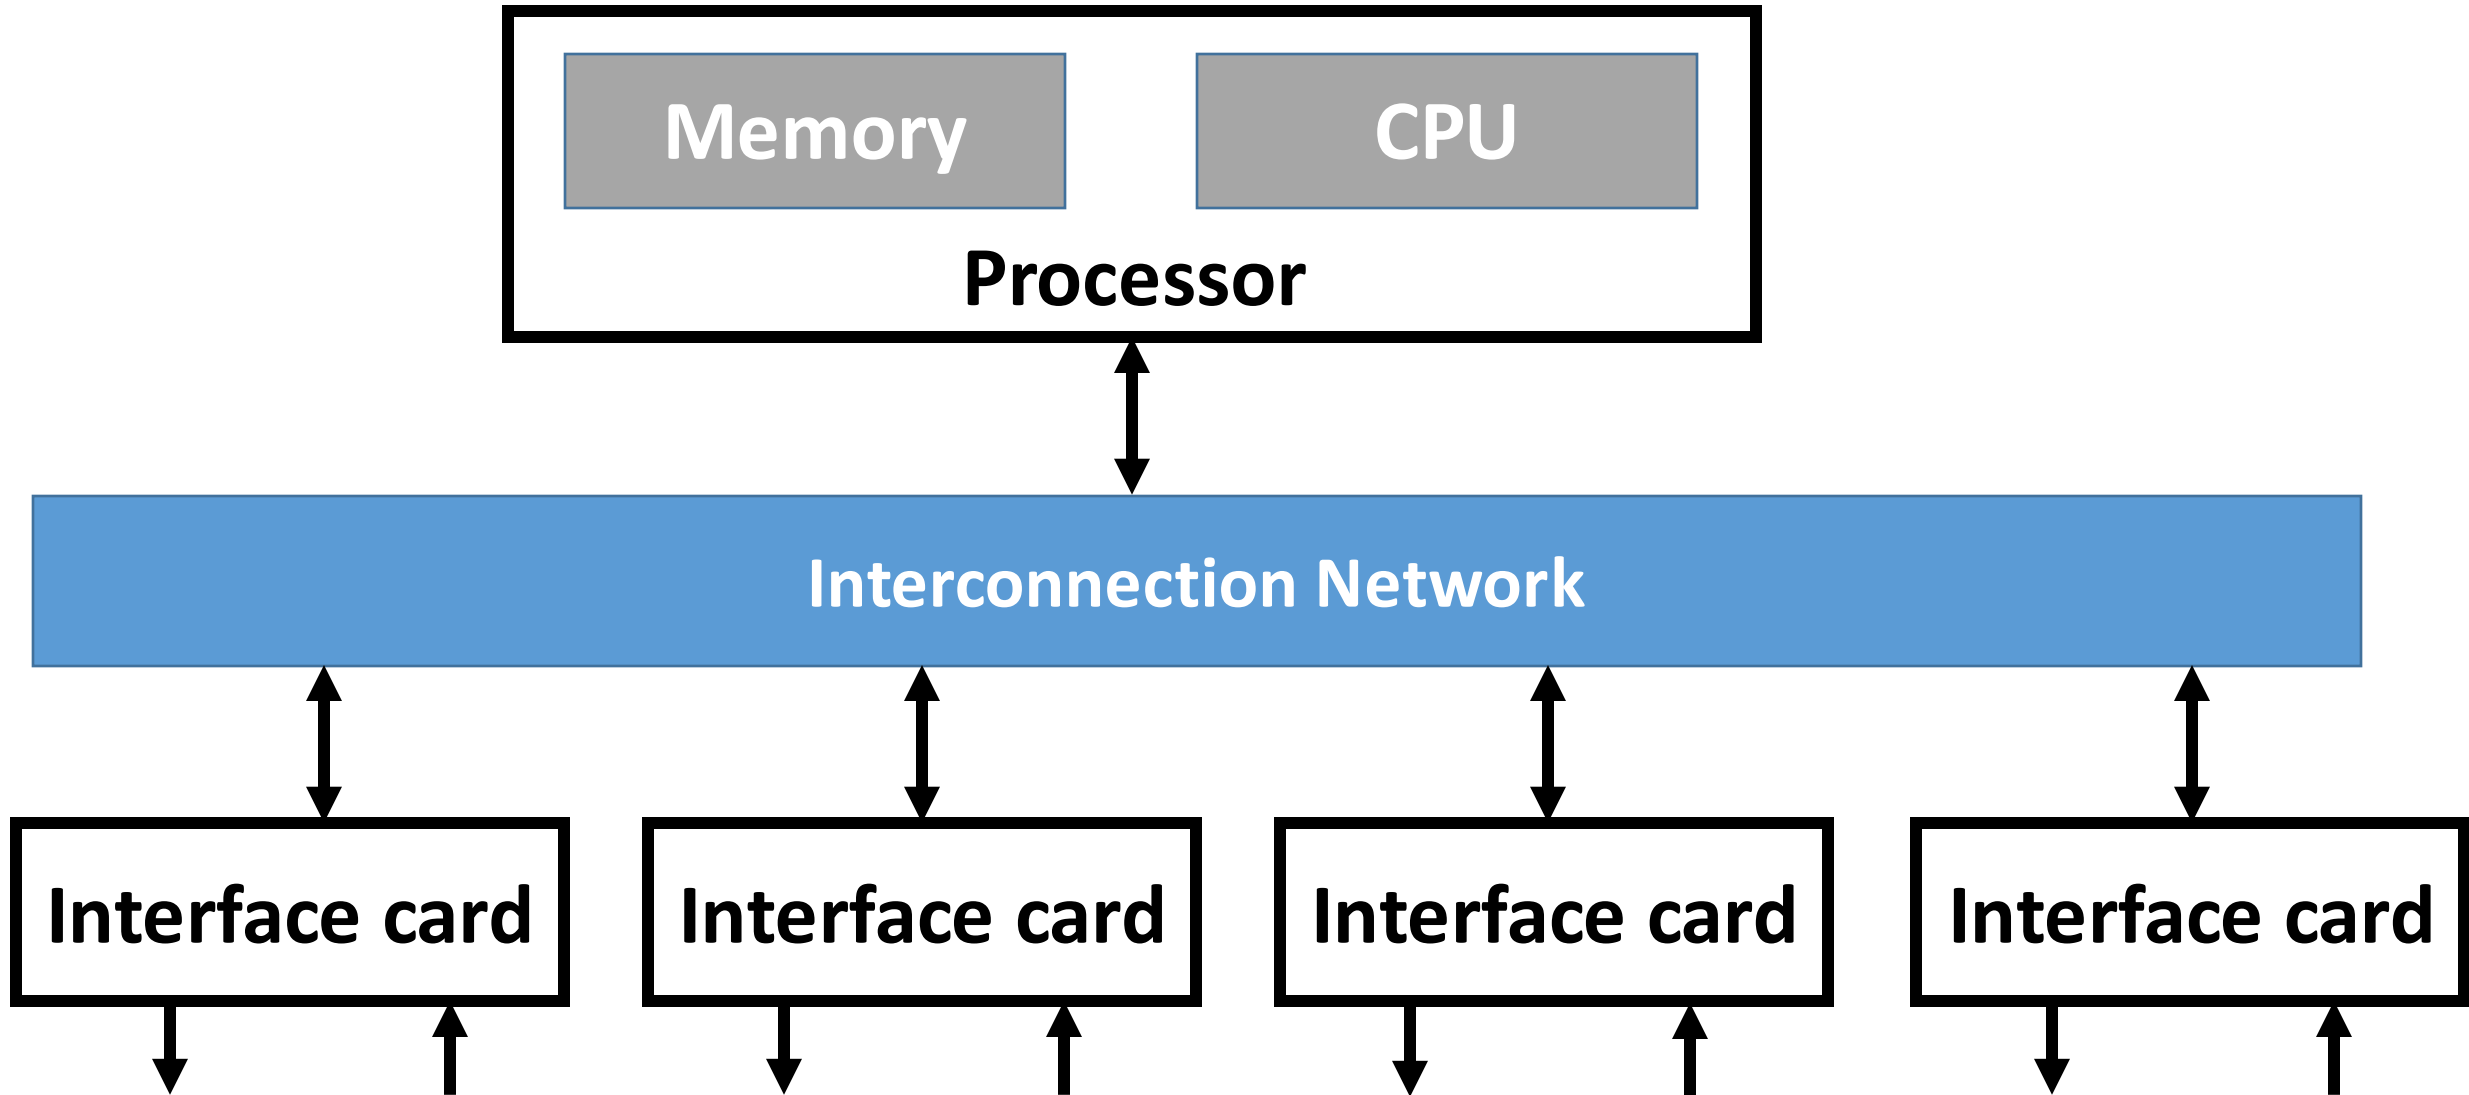 Memory
CPU
Processor
Interconnection Network
Interface card
Interface card
Interface card
Interface card